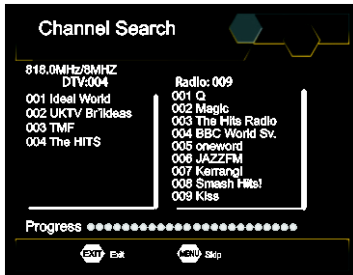 Channel Search
818.0MHz/8MHZ
DTV:004
001 Ideal World
002 UKTV Br'Ideas
003 TMF
004 The HITS
Radio: 009
001 Q
002 Magic
003 The Hits Radio
004 BBC World Sv.
005 oneword
006 JAZZFM
007 Kerrang!
008 Smash Hits!
009 Kiss
Progress
EXIT Exit
MENU Skip